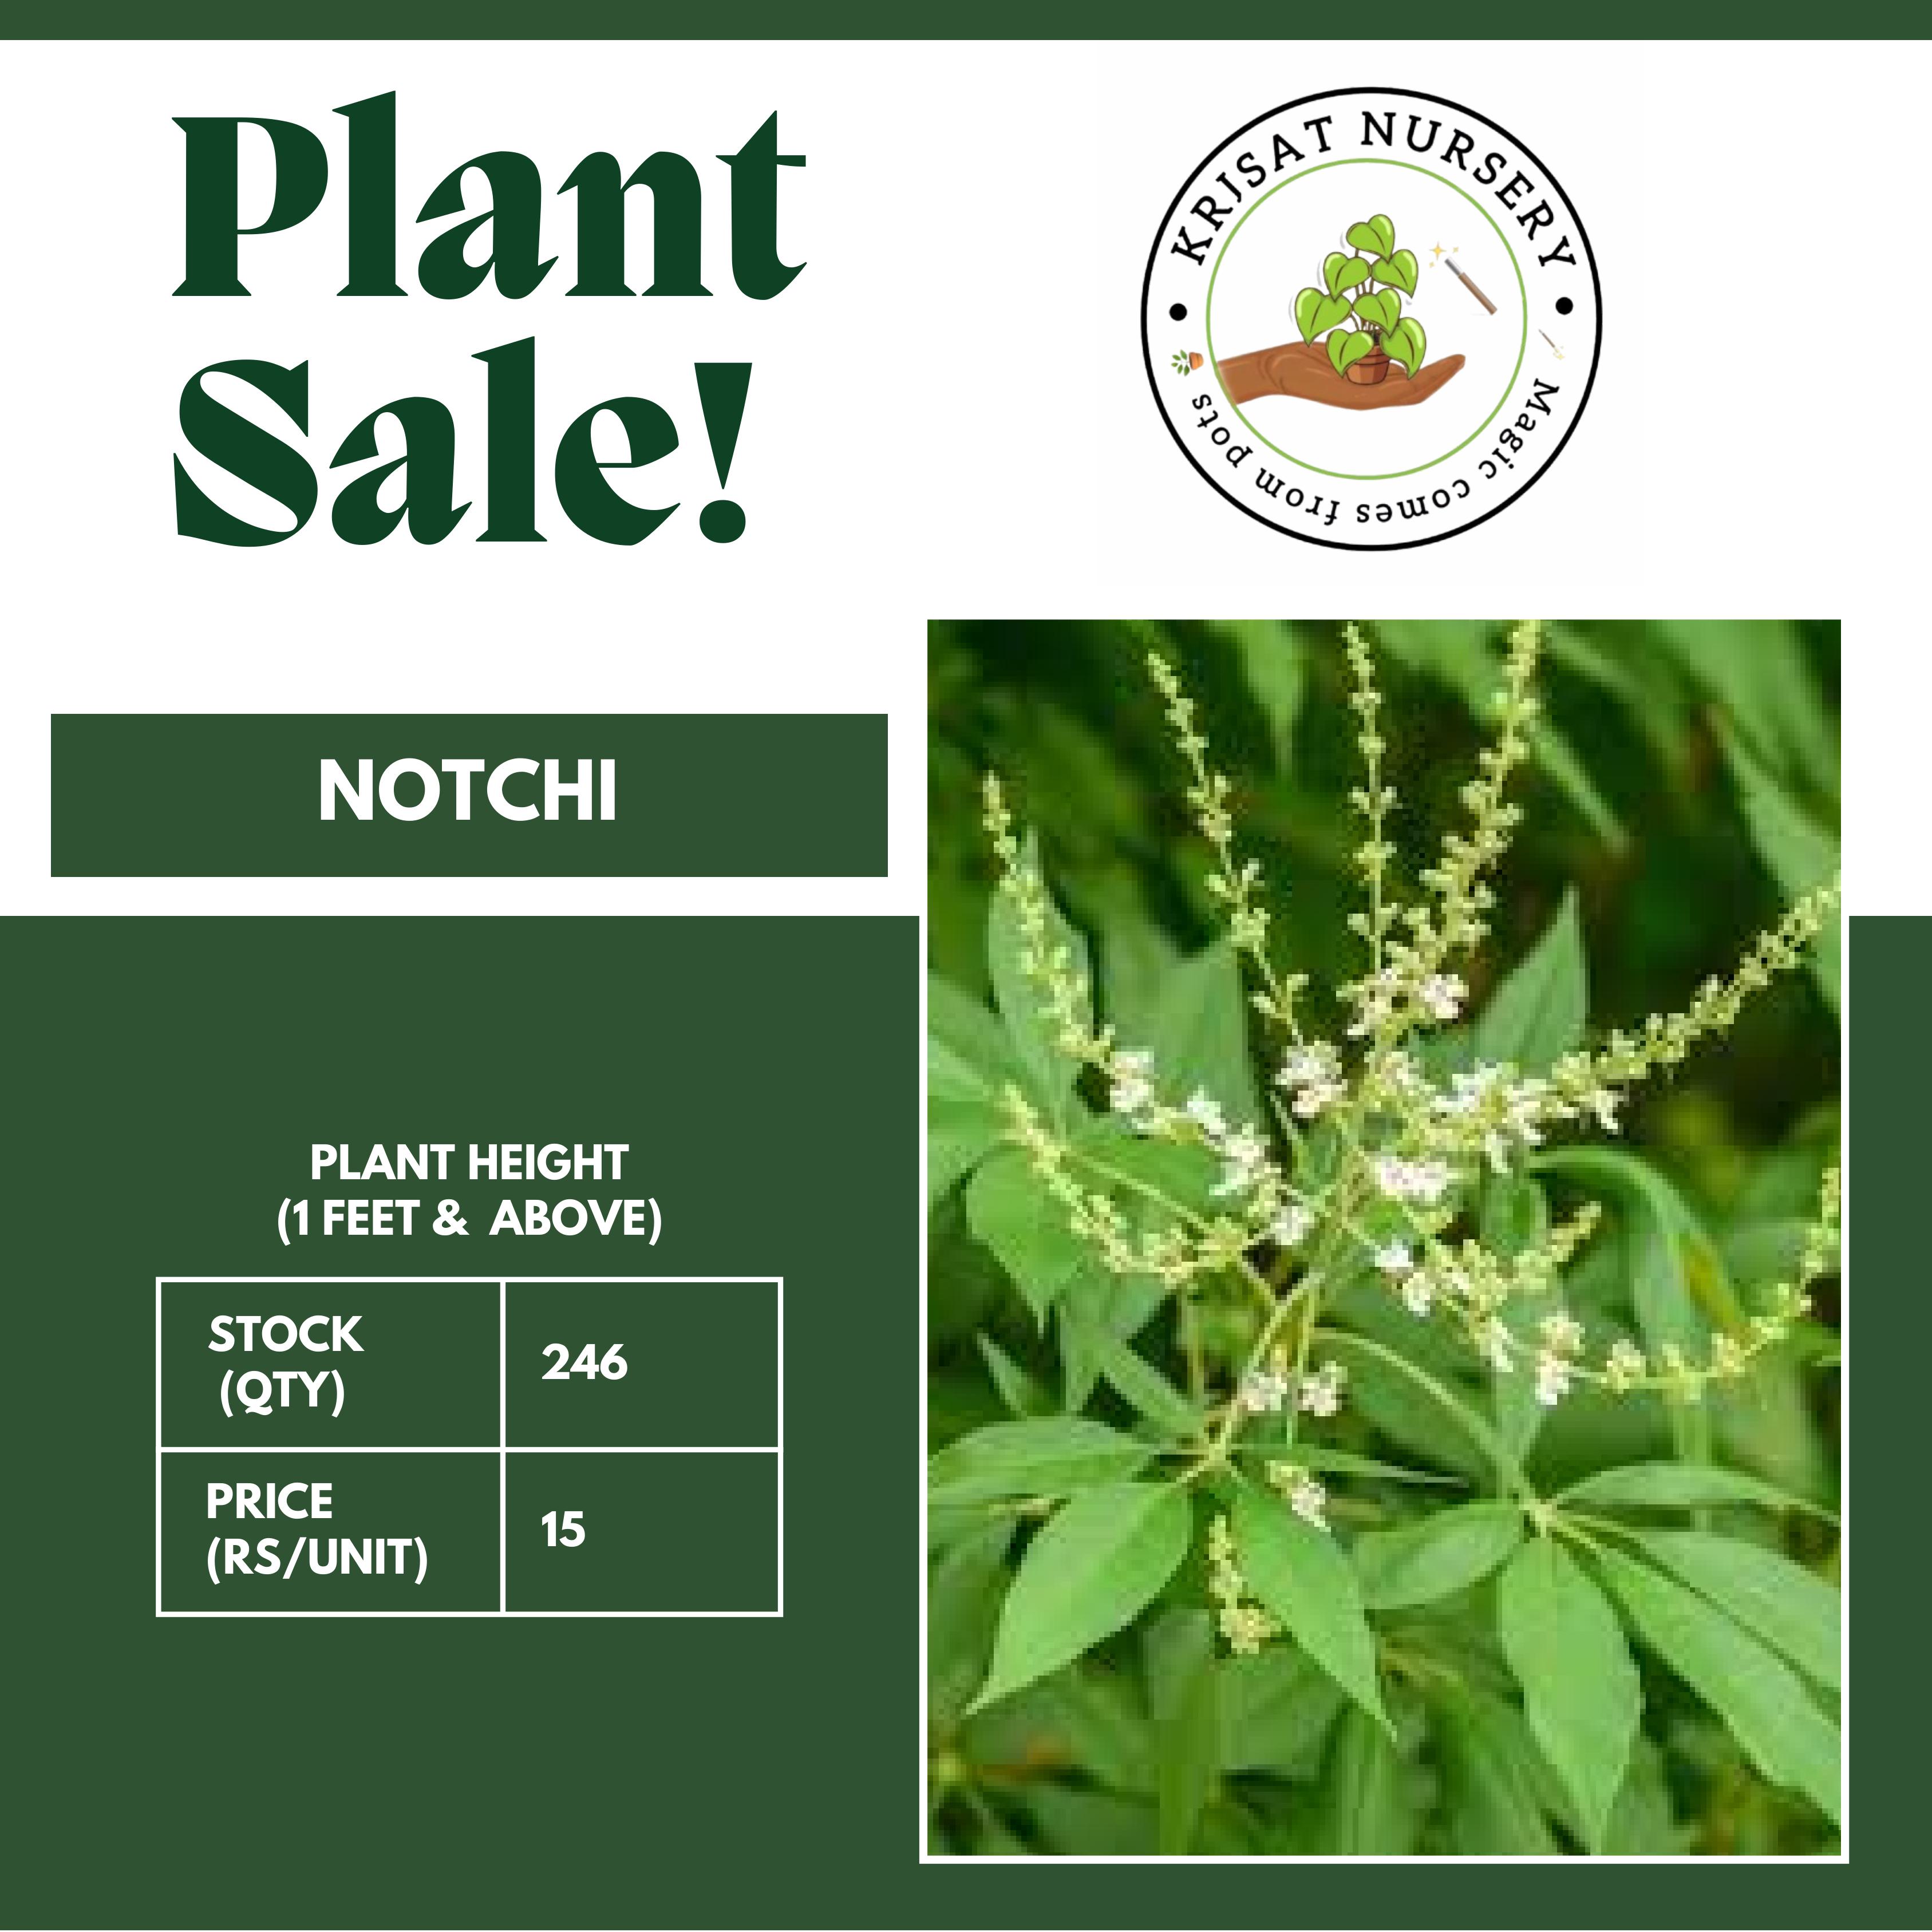 Plant
Sale!
KRISAT NURSERY
Magic comes from pots
NOTCHI
PLANT HEIGHT
(1 FEET & ABOVE)
STOCK
(QTY)
246
PRICE
(RS/UNIT)
15